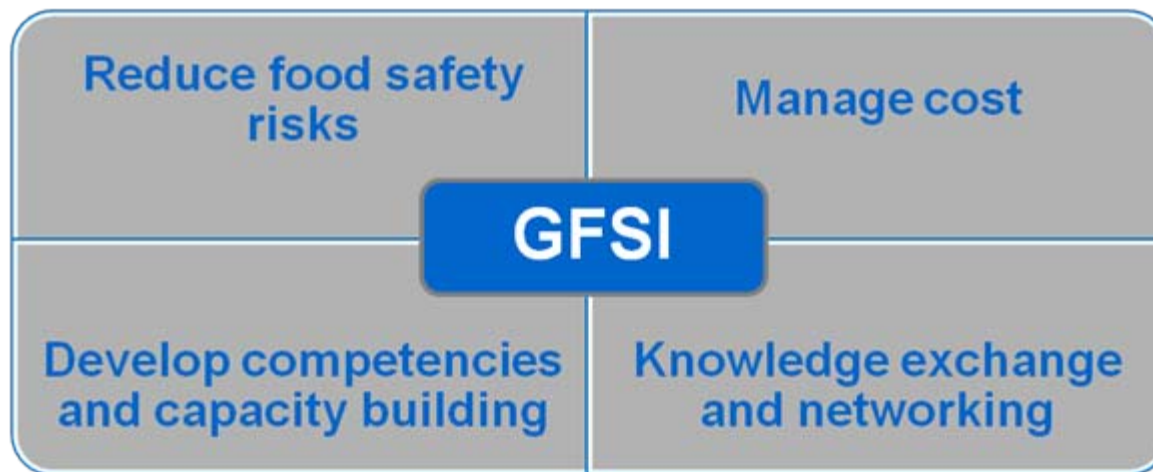 Reduce food safety
risks
Manage cost
GFSI
Develop competencies
and capacity building
Knowledge exchange
and networking